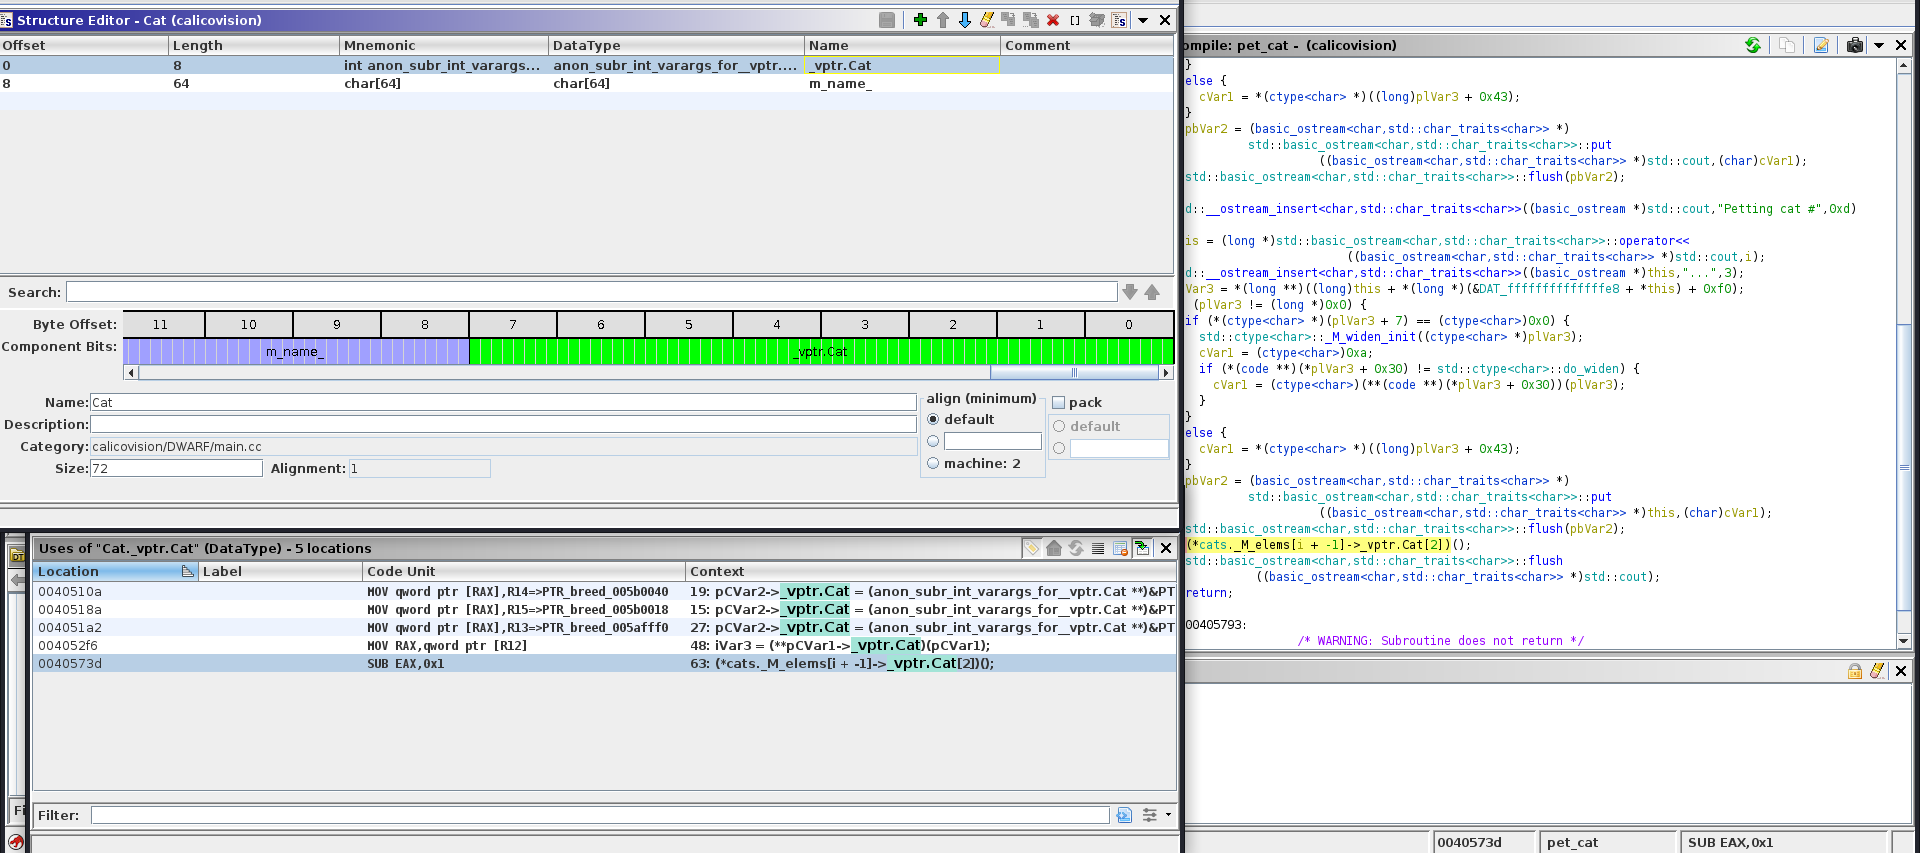 Structure Editor - Cat (calicovision)
Offset Length Mnemonic DataType Name Comment
0 8 int anon_subr_int_varargs... anon_subr_int_varargs_for__vptr.... _vptr.Cat
8 64 char[64] char[64] m_name_
Search:
Byte Offset: 11 10 9 8 7 6 5 4 3 2 1 0
Component Bits: m_name_ _vptr.Cat
Name: Cat
Description:
Category: calicovision/DWARF/main.cc
Size: 72 Alignment: 1
align (minimum)
default
machine: 2
pack
default
Uses of "Cat._vptr.Cat" (DataType) - 5 locations
Location Label Code Unit Context
0040510a MOV qword ptr [RAX],R14=>PTR_breed_005b0040 19: pCVar2->_vptr.Cat = (anon_subr_int_varargs_for__vptr.Cat **)&PT
0040518a MOV qword ptr [RAX],R15=>PTR_breed_005b0018 15: pCVar2->_vptr.Cat = (anon_subr_int_varargs_for__vptr.Cat **)&PT
004051a2 MOV qword ptr [RAX],R13=>PTR_breed_005afff0 27: pCVar2->_vptr.Cat = (anon_subr_int_varargs_for__vptr.Cat **)&PT
004052f6 MOV RAX,qword ptr [R12] 48: iVar3 = (**pCVar1->_vptr.Cat)(pCVar1);
0040573d SUB EAX,0x1 63: (*cats._M_elems[i + -1]->_vptr.Cat[2])();
Fi
Filter:
ompile: pet_cat - (calicovision)
}
else {
cVar1 = *(ctype<char> *)((long)plVar3 + 0x43);
}
pbVar2 = (basic_ostream<char,std::char_traits<char>> *)
std::basic_ostream<char,std::char_traits<char>>::put
((basic_ostream<char,std::char_traits<char>> *)std::cout,(char)cVar1);
std::basic_ostream<char,std::char_traits<char>>::flush(pbVar2);
d::__ostream_insert<char,std::char_traits<char>>((basic_ostream *)std::cout,"Petting cat #",0xd)
is = (long *)std::basic_ostream<char,std::char_traits<char>>::operator<<
((basic_ostream<char,std::char_traits<char>> *)std::cout,i);
d::__ostream_insert<char,std::char_traits<char>>((basic_ostream *)this,"...",3);
Var3 = *(long **)((long)this + *(long *)(&DAT_ffffffffffffffe8 + *this) + 0xf0);
(plVar3 != (long *)0x0) {
if (*(ctype<char> *)(plVar3 + 7) == (ctype<char>)0x0) {
std::ctype<char>::_M_widen_init((ctype<char> *)plVar3);
cVar1 = (ctype<char>)0xa;
if (*(code **)(*plVar3 + 0x30) != std::ctype<char>::do_widen) {
cVar1 = (ctype<char>)(**(code **)(*plVar3 + 0x30))(plVar3);
}
}
else {
cVar1 = *(ctype<char> *)((long)plVar3 + 0x43);
}
pbVar2 = (basic_ostream<char,std::char_traits<char>> *)
std::basic_ostream<char,std::char_traits<char>>::put
((basic_ostream<char,std::char_traits<char>> *)this,(char)cVar1);
std::basic_ostream<char,std::char_traits<char>>::flush(pbVar2);
(*cats._M_elems[i + -1]->_vptr.Cat[2])();
std::basic_ostream<char,std::char_traits<char>>::flush
((basic_ostream<char,std::char_traits<char>> *)std::cout);
return;
00405793:
/* WARNING: Subroutine does not return */
0040573d pet_cat SUB EAX,0x1